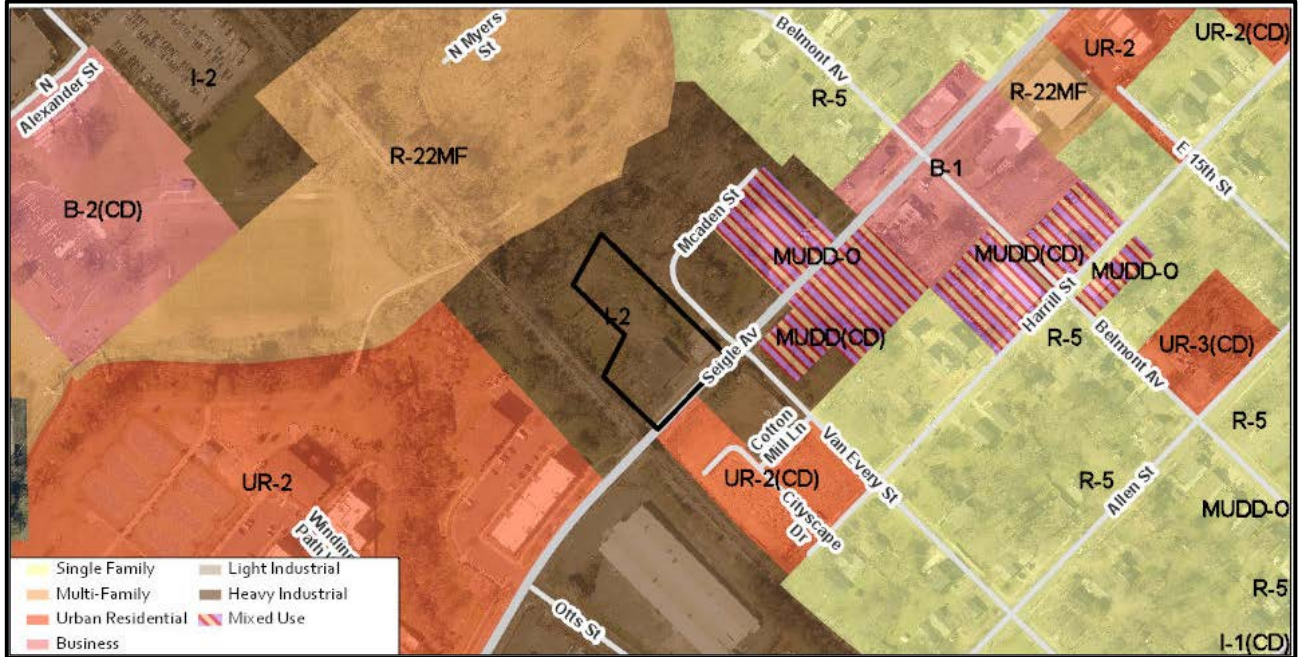 N Myers
St
Belmont Av
UR-2
UR-2(CD)
N
Alexander St
I-2
R-5
R-22MF
E 15th St
R-22MF
B-1
B-2(CD)
Mcaden St
MUDD-O
MUDD(CD)
MUDD-O
Harrill St
I-2
Seigle Av
MUDD(CD)
R-5
Belmont Av
UR-3(CD)
R-5
Cotton
Mill Ln
Van Every St
UR-2
UR-2(CD)
Cityscape
Dr
R-5
Allen St
MUDD-O
Winding
Path
Otts St
R-5
I-1(CD)
Single Family
Light Industrial
Multi-Family
Heavy Industrial
Urban Residential
Mixed Use
Business